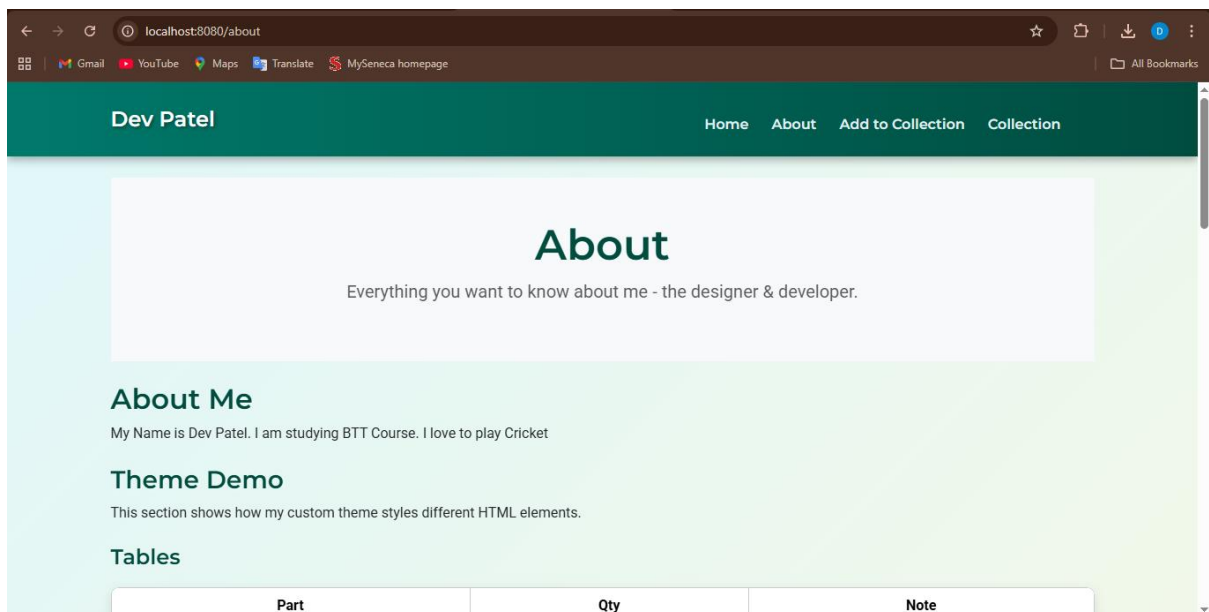 localhost:8080/about
D
Gmail YouTube Maps Translate MySeneca homepage All Bookmarks
Dev Patel Home About Add to Collection Collection
About
Everything you want to know about me - the designer & developer.
About Me
My Name is Dev Patel. I am studying BTT Course. I love to play Cricket
Theme Demo
This section shows how my custom theme styles different HTML elements.
Tables
Part Qty Note